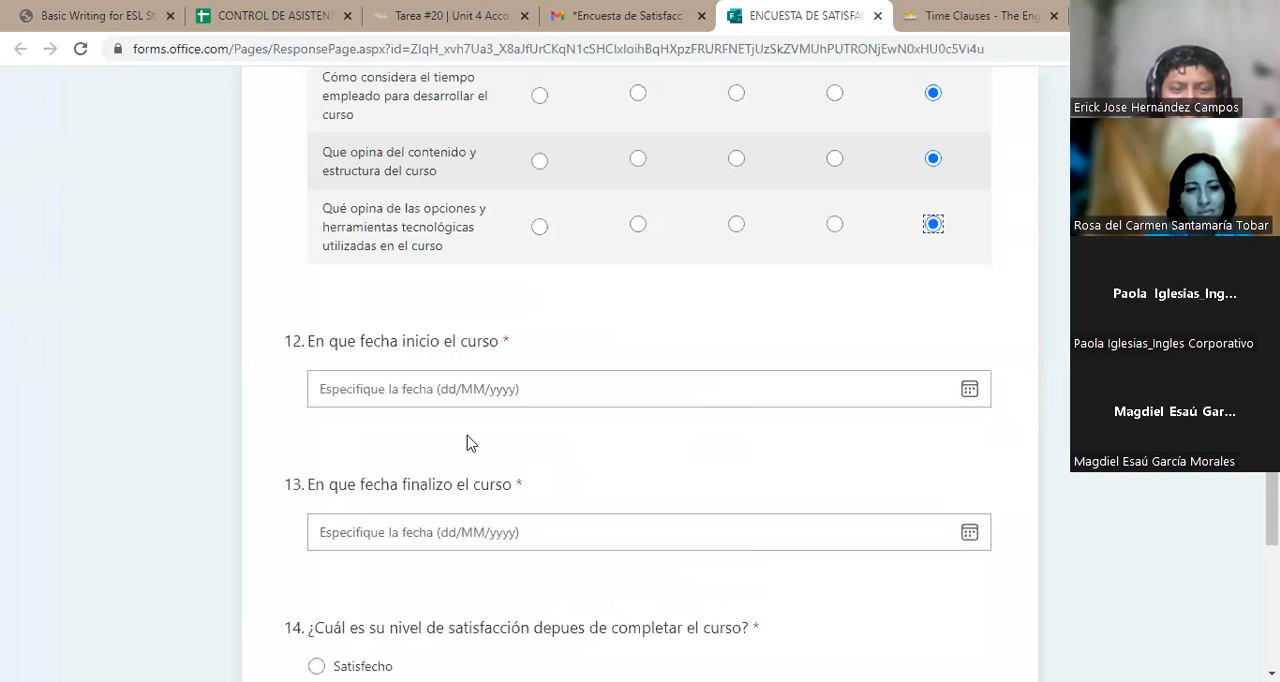 Basic Writing for ESL St
CONTROL DE ASISTEN
Tarea #20 | Unit 4 Acco
*Encuesta de Satisfacc
ENCUESTA DE SATISFA
Time Clauses - The Eng
forms.office.com/Pages/ResponsePage.aspx?id=ZIqH_xvh7Ua3_X8aJfUrCKqN1cSHCIxIoihBqHXpzFRURFNETjUzSkZVMUhPUTRONjEwN0xHU0c5Vi4u
Cómo considera el tiempo
empleado para desarrollar el
curso
Que opina del contenido y
estructura del curso
Qué opina de las opciones y
herramientas tecnológicas
utilizadas en el curso
12. En que fecha inicio el curso *
Especifique la fecha (dd/MM/yyyy)
13. En que fecha finalizo el curso *
Especifique la fecha (dd/MM/yyyy)
14. ¿Cuál es su nivel de satisfacción depues de completar el curso? *
Satisfecho
Erick Jose Hernández Campos
Rosa del Carmen Santamaría Tobar
Paola Iglesias_Ing...
Paola Iglesias_Ingles Corporativo
Magdiel Esaú Gar...
Magdiel Esaú García Morales